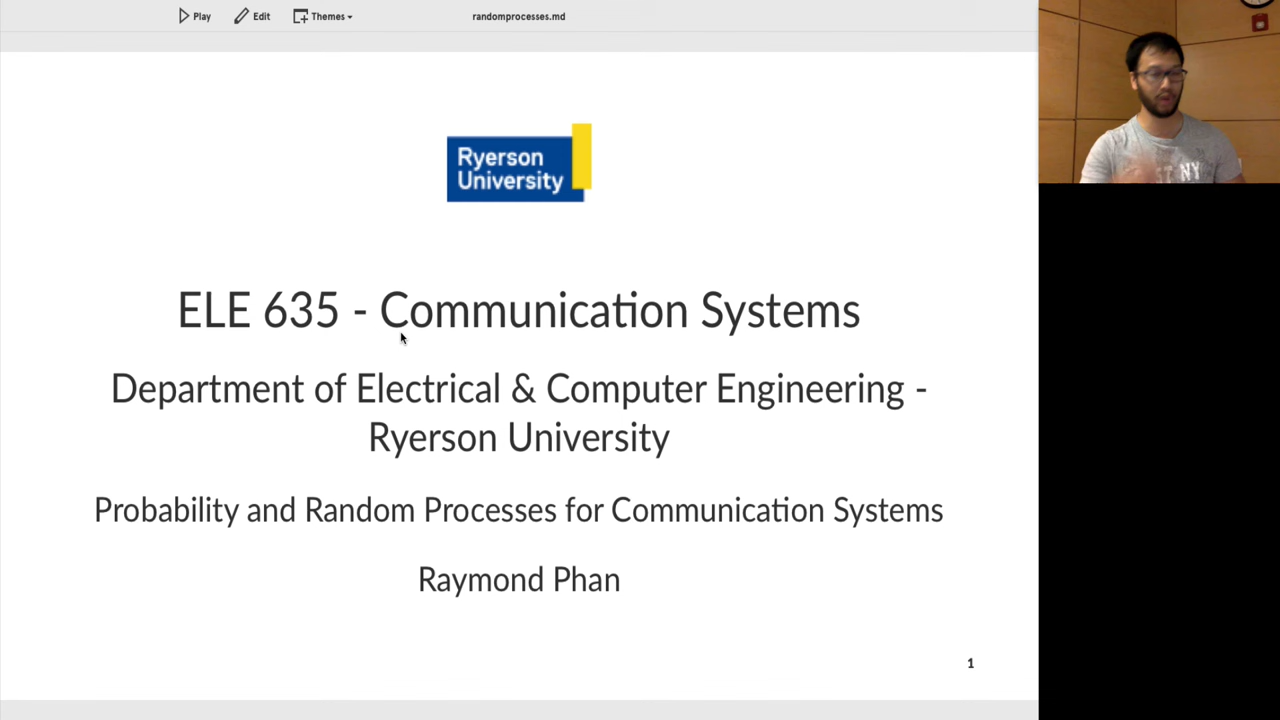 Play Edit Themes randomprocesses.md
Ryerson
University
ELE 635 - Communication Systems
Department of Electrical & Computer Engineering -
Ryerson University
Probability and Random Processes for Communication Systems
Raymond Phan
1
NY